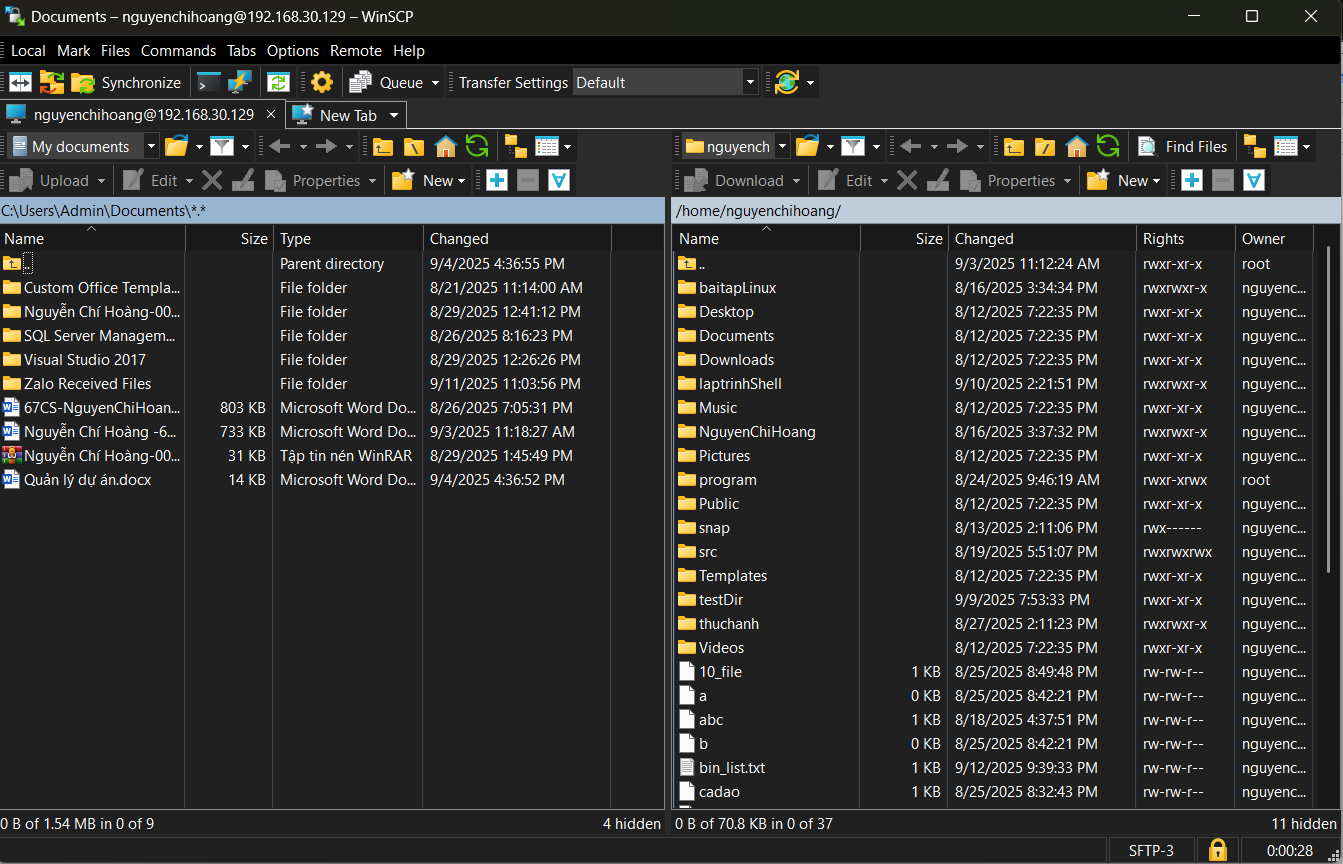 Documents – nguyenchihoang@192.168.30.129 – WinSCP
Local Mark Files Commands Tabs Options Remote Help
Synchronize Queue Transfer Settings Default
nguyenchihoang@192.168.30.129 × New Tab
My documents nguyench Find Files
Upload Edit Properties New Download Edit Properties New
C:\Users\Admin\Documents\*.* /home/nguyenchihoang/
Name Size Type Changed Name Size Changed Rights Owner
.. Parent directory 9/4/2025 4:36:55 PM .. 9/3/2025 11:12:24 AM rwxr-xr-x root
Custom Office Templa... File folder 8/21/2025 11:14:00 AM baitapLinux 8/16/2025 3:34:34 PM rwxrwxr-x nguyenc...
Nguyễn Chí Hoàng-00... File folder 8/29/2025 12:41:12 PM Desktop 8/12/2025 7:22:35 PM rwxr-xr-x nguyenc...
SQL Server Managem... File folder 8/26/2025 8:16:23 PM Documents 8/12/2025 7:22:35 PM rwxr-xr-x nguyenc...
Visual Studio 2017 File folder 8/29/2025 12:26:26 PM Downloads 8/12/2025 7:22:35 PM rwxr-xr-x nguyenc...
Zalo Received Files File folder 9/11/2025 11:03:56 PM laptrinhShell 9/10/2025 2:21:51 PM rwxrwxr-x nguyenc...
67CS-NguyenChiHoan... 803 KB Microsoft Word Do... 8/26/2025 7:05:31 PM Music 8/12/2025 7:22:35 PM rwxr-xr-x nguyenc...
Nguyễn Chí Hoàng -6... 733 KB Microsoft Word Do... 9/3/2025 11:18:27 AM NguyenChiHoang 8/16/2025 3:37:32 PM rwxrwxr-x nguyenc...
Nguyễn Chí Hoàng-00... 31 KB Tập tin nén WinRAR 8/29/2025 1:45:49 PM Pictures 8/12/2025 7:22:35 PM rwxr-xr-x nguyenc...
Quản lý dự án.docx 14 KB Microsoft Word Do... 9/4/2025 4:36:52 PM program 8/24/2025 9:46:19 AM rwxr-xrwx root
Public 8/12/2025 7:22:35 PM rwxr-xr-x nguyenc...
snap 8/13/2025 2:11:06 PM rwx------ nguyenc...
src 8/19/2025 5:51:07 PM rwxrwxrwx nguyenc...
Templates 8/12/2025 7:22:35 PM rwxr-xr-x nguyenc...
testDir 9/9/2025 7:53:33 PM rwxr-xr-x nguyenc...
thuchanh 8/27/2025 2:11:23 PM rwxrwxr-x nguyenc...
Videos 8/12/2025 7:22:35 PM rwxr-xr-x nguyenc...
10_file 1 KB 8/25/2025 8:49:48 PM rw-rw-r-- nguyenc...
a 0 KB 8/25/2025 8:42:21 PM rw-rw-r-- nguyenc...
abc 1 KB 8/18/2025 4:37:51 PM rw-rw-r-- nguyenc...
b 0 KB 8/25/2025 8:42:21 PM rw-rw-r-- nguyenc...
bin_list.txt 1 KB 9/12/2025 9:39:33 PM rw-rw-r-- nguyenc...
cadao 1 KB 8/25/2025 8:32:43 PM rw-rw-r-- nguyenc...
0 B of 1.54 MB in 0 of 9 4 hidden 0 B of 70.8 KB in 0 of 37 11 hidden
SFTP-3 0:00:28